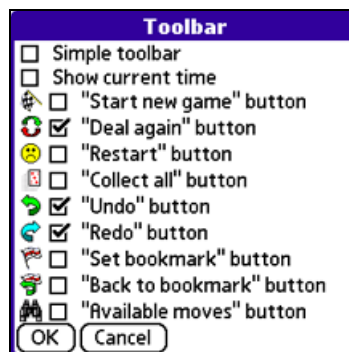 Toolbar
Simple toolbar
Show current time
"Start new game" button
"Deal again" button
"Restart" button
"Collect all" button
"Undo" button
"Redo" button
"Set bookmark" button
"Back to bookmark" button
"Available moves" button
OK Cancel